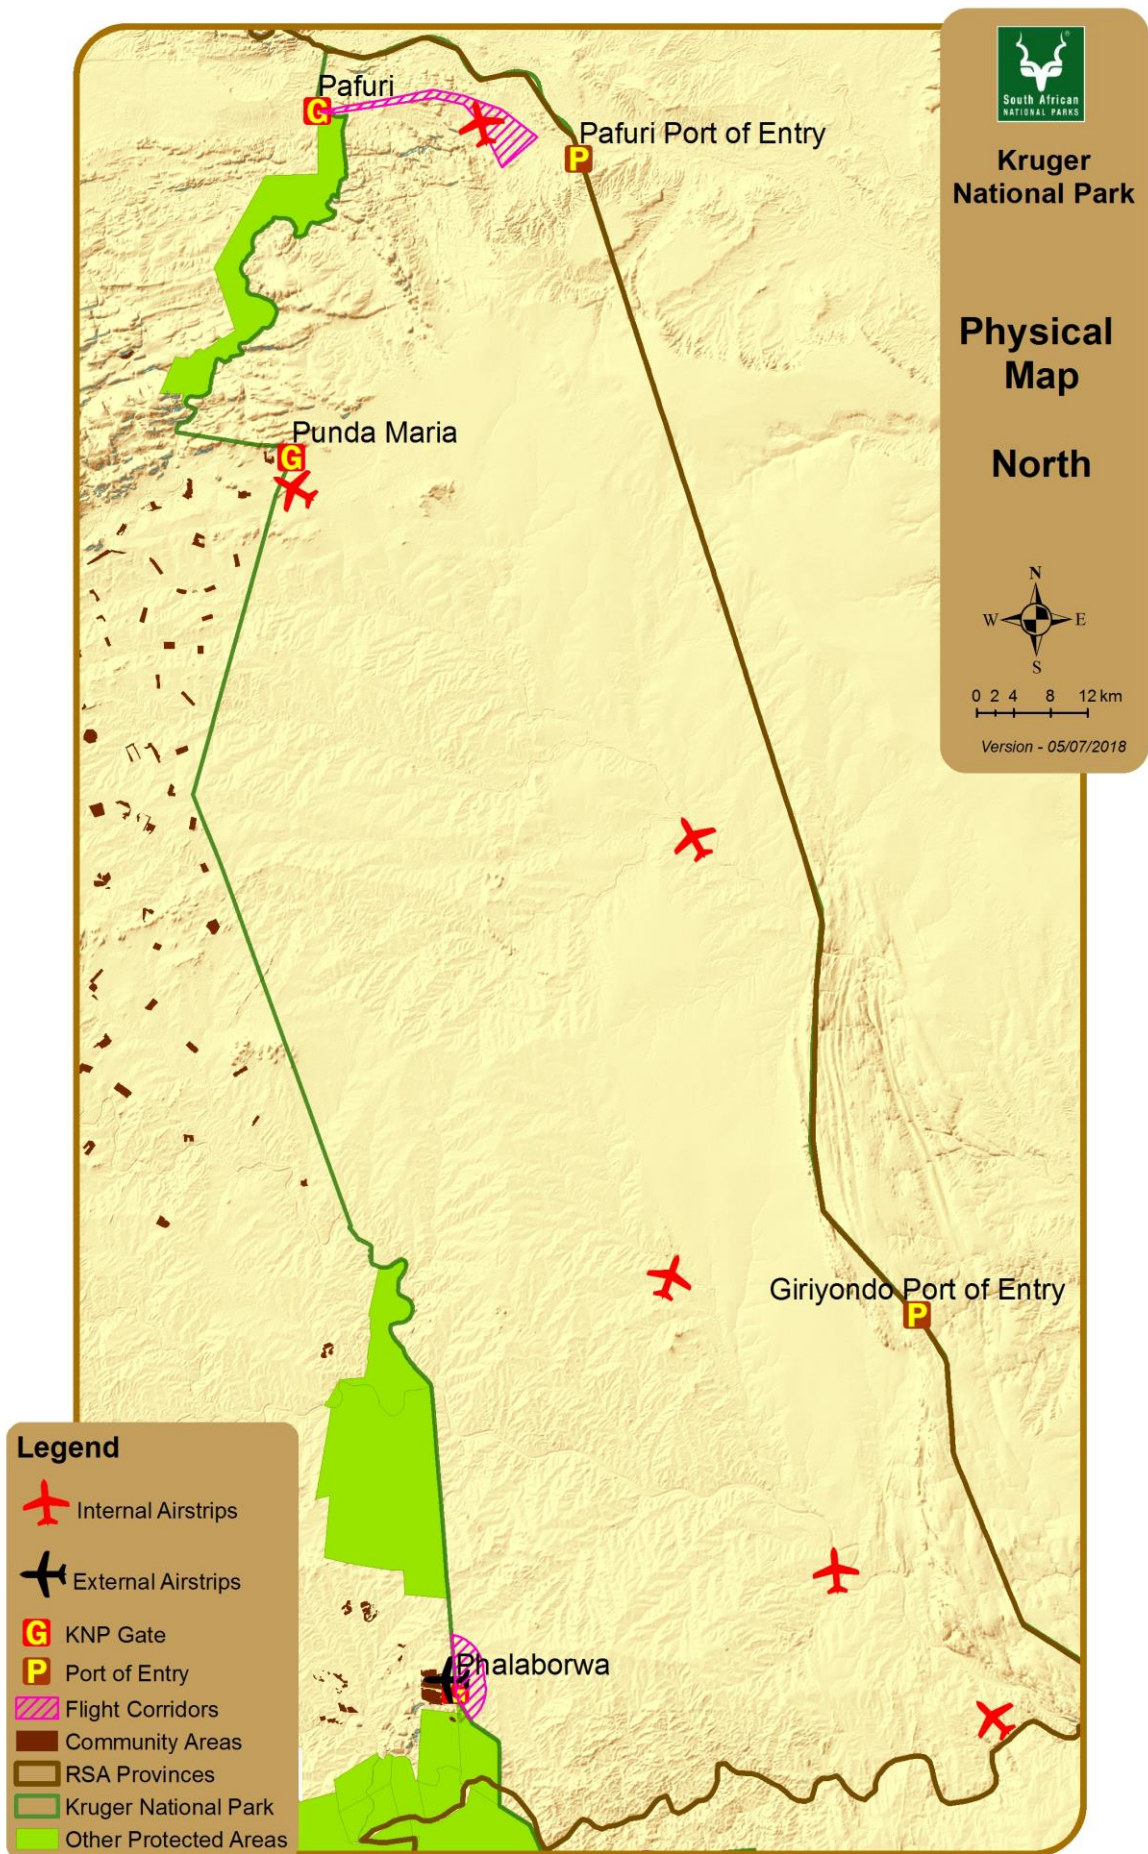 South African
NATIONAL PARKS
Kruger
National Park
Physical
Map
North
N
W
E
S
0 2 4 8 12 km
Version - 05/07/2018
Pafuri
G
Pafuri Port of Entry
P
Punda Maria
G
Giriyondo Port of Entry
P
Phalaborwa
Legend
Internal Airstrips
External Airstrips
G KNP Gate
P Port of Entry
Flight Corridors
Community Areas
RSA Provinces
Kruger National Park
Other Protected Areas